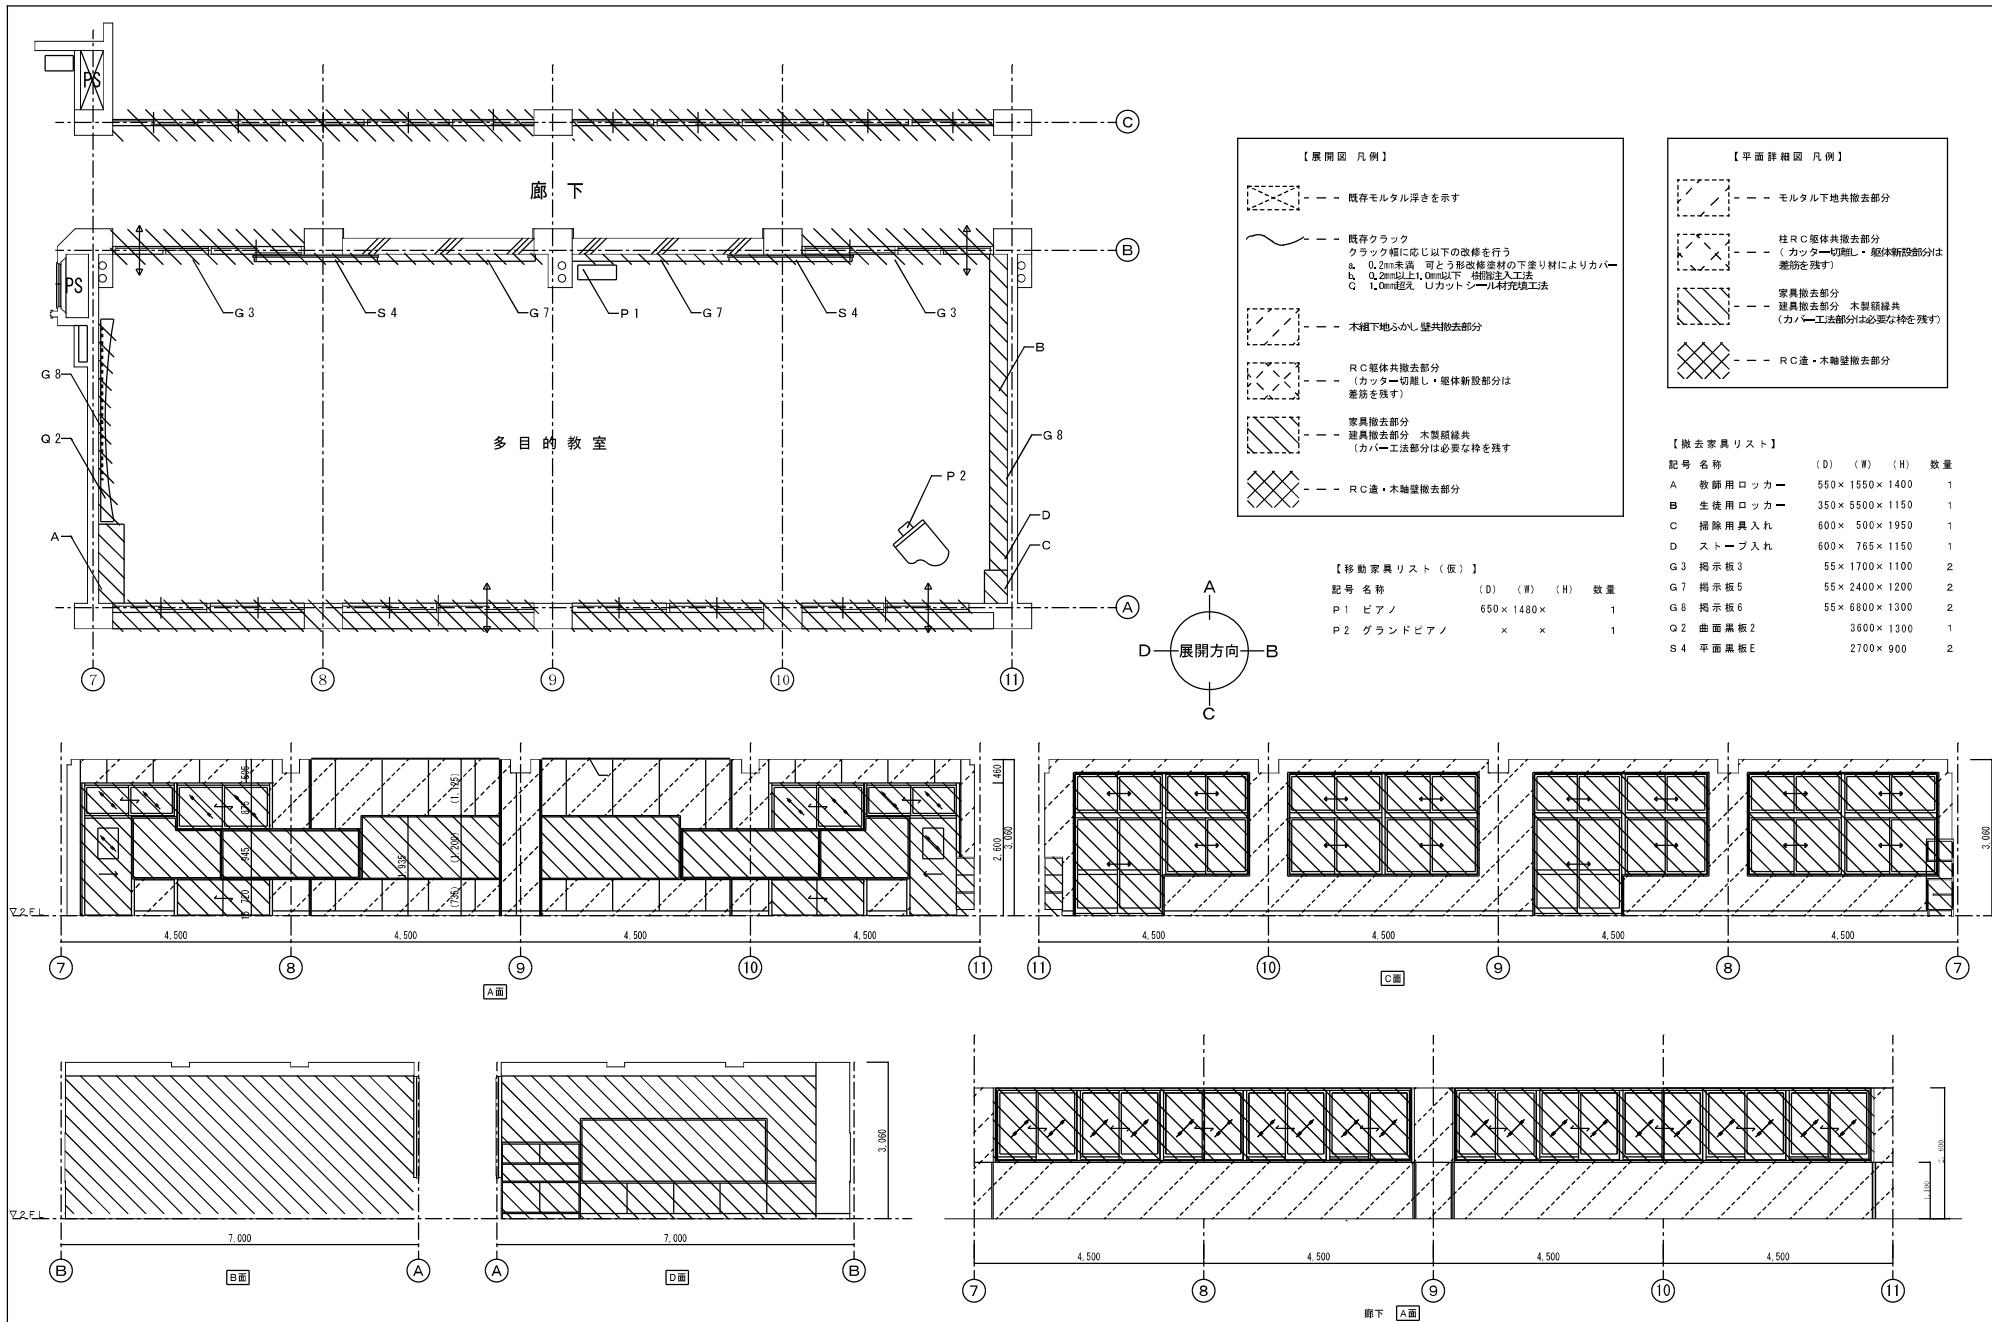 PS
C
廊 下
B
PS
G3
S4
G7
P1
G7
S4
G3
B
G8
Q2
多 目 的 教 室
G8
P2
A
D
C
A
7
8
9
10
11
【展開図 凡例】
既存モルタル浮きを示す
既存クラック
クラック幅に応じ以下の改修を行う
a. 0.2mm未満 可とう形改修塗材の下塗り材によりカバー
b. 0.2mm以上1.0mm以下 樹脂注入工法
C. 1.0mm超え Uカットシール材充填工法
木組下地ふかし壁共撤去部分
RC躯体共撤去部分
(カッター切離し・躯体新設部分は
差筋を残す)
家具撤去部分
建具撤去部分 木製額縁共
(カバー工法部分は必要な枠を残す
RC造・木軸壁撤去部分
【平面詳細図 凡例】
モルタル下地共撤去部分
柱RC躯体共撤去部分
(カッター切離し・躯体新設部分は
差筋を残す)
家具撤去部分
建具撤去部分 木製額縁共
(カバー工法部分は必要な枠を残す)
RC造・木軸壁撤去部分
【撤去家具リスト】
記号 名称 (D) (W) (H) 数量
A 教師用ロッカー 550×1550×1400 1
B 生徒用ロッカー 350×5500×1150 1
C 掃除用具入れ 600× 500×1950 1
D ストーブ入れ 600× 765×1150 1
G3 掲示板3 55×1700×1100 2
G7 掲示板5 55×2400×1200 2
G8 掲示板6 55×6800×1300 2
Q2 曲面黒板2 3600×1300 1
S4 平面黒板E 2700× 900 2
【移動家具リスト(仮)】
記号 名称 (D) (W) (H) 数量
P1 ピアノ 650×1480× 1
P2 グランドピアノ × × 1
A
D 展開方向 B
C
505
875
945
720
15
(1,125)
(1,200)
(735)
1,935
460
2,600
3,060
3,060
▽2FL
4,500 4,500 4,500 4,500
7 8 9 10 11
A面
4,500 4,500 4,500 4,500
11 10 9 8 7
C面
▽2FL
7,000
B A
B面
3,060
7,000
A B
D面
2,600
1,100
4,500 4,500 4,500 4,500
7 8 9 10 11
廊下 A面